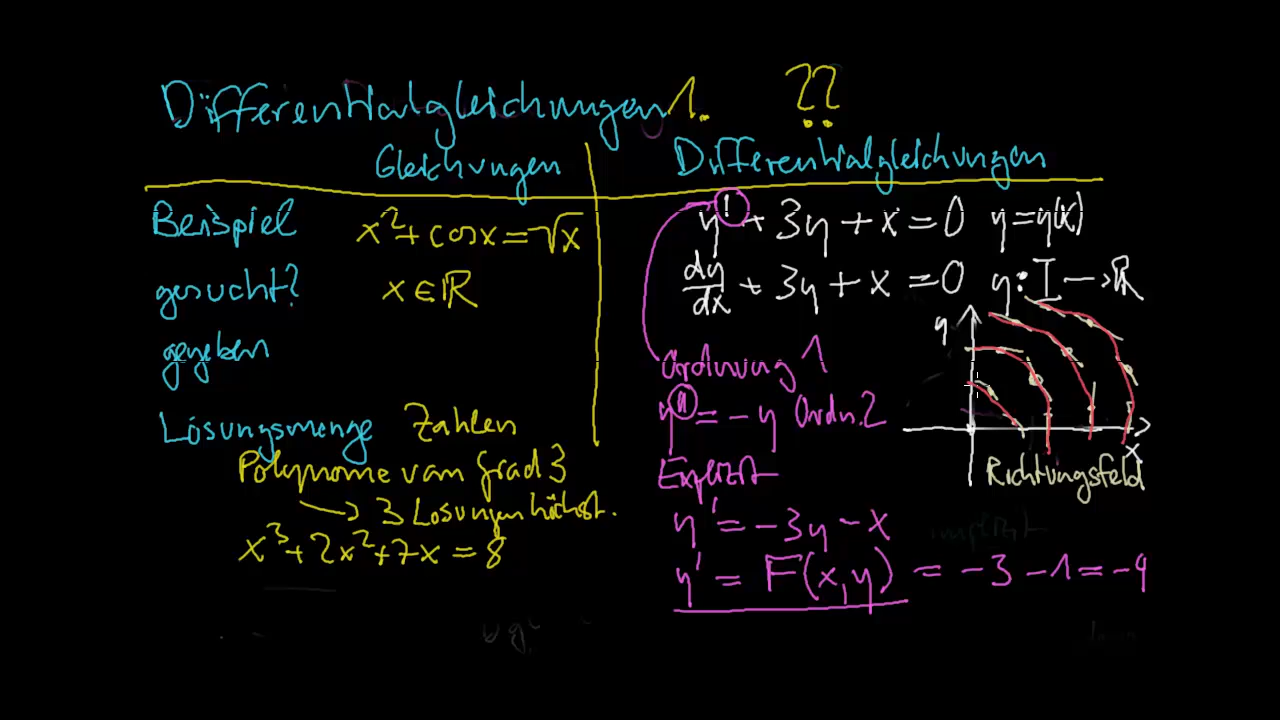 Differentialgleichungen 1. ??
Gleichungen
Differentialgleichungen
Beispiel
x²+cosx=√x
y'+3y+x=0 y=y(x)
gesucht?
x∈ℝ
dy/dx+3y+x=0 y:I→ℝ
gegeben
Lösungsmenge Zahlen
Polynome vom Grad 3
→ 3 Lösungen höchst.
x³+2x²+7x=8
y
x
Richtungsfeld
Ordnung 1
y''=-y Ordn.2
Explizit
y'=-3y-x
y'=F(x,y)=-3-1=-4